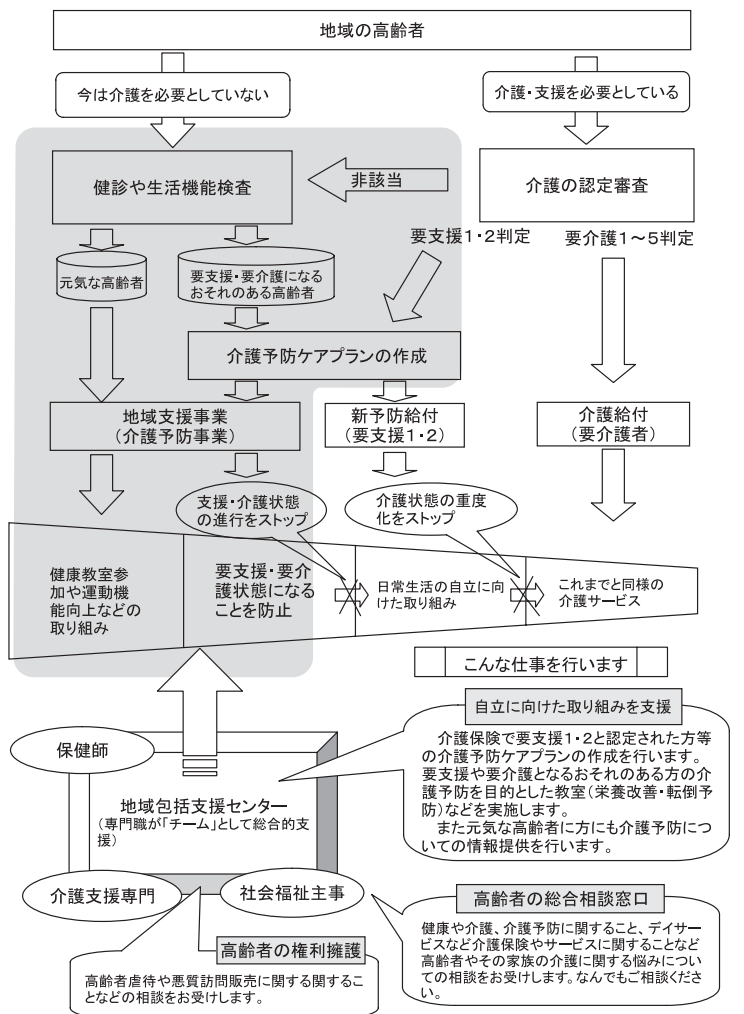 地域の高齢者
今は介護を必要としていない
介護・支援を必要としている
健診や生活機能検査
非該当
介護の認定審査
要支援1・2判定
要介護1～5判定
元気な高齢者
要支援・要介護になる
おそれのある高齢者
介護予防ケアプランの作成
地域支援事業
（介護予防事業）
新予防給付
（要支援1・2）
介護給付
（要介護者）
支援・介護状態
の進行をストップ
介護状態の重度
化をストップ
健康教室参
加や運動機
能向上などの
取り組み
要支援・要介
護状態になる
ことを防止
日常生活の自立に向
けた取り組み
これまでと同様の
介護サービス
こんな仕事を行います
自立に向けた取り組みを支援
介護保険で要支援1・2と認定された方等
の介護予防ケアプランの作成を行います。
要支援や要介護となるおそれのある方の介
護予防を目的とした教室（栄養改善・転倒予
防）などを実施します。
また元気な高齢者に方にも介護予防につ
いての情報提供を行います。
保健師
地域包括支援センター
（専門職が「チーム」として総合的支
援）
介護支援専門
社会福祉主事
高齢者の総合相談窓口
健康や介護、介護予防に関すること、デイサ
ービスなど介護保険やサービスに関することなど
高齢者やその家族の介護に関する悩みについ
ての相談をお受けします。なんでもご相談くださ
い。
高齢者の権利擁護
高齢者虐待や悪質訪問販売に関する関するこ
となどの相談をお受けします。